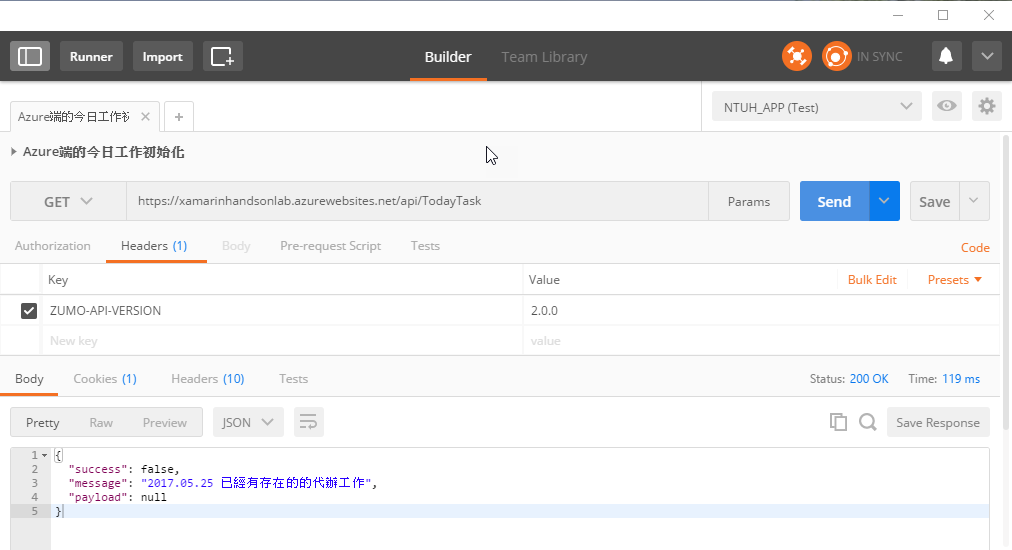 Runner Import Builder Team Library IN SYNC
Azure端的今日工作初 NTUH_APP (Test)
Azure端的今日工作初始化
GET https://xamarinhandsonlab.azurewebsites.net/api/TodayTask Params Send Save
Authorization Headers (1) Body Pre-request Script Tests Code
Key Value Bulk Edit Presets
ZUMO-API-VERSION 2.0.0
New key value
Body Cookies (1) Headers (10) Tests Status: 200 OK Time: 119 ms
Pretty Raw Preview JSON Save Response
1 {
2 "success": false,
3 "message": "2017.05.25 已經有存在的的代辦工作",
4 "payload": null
5 }